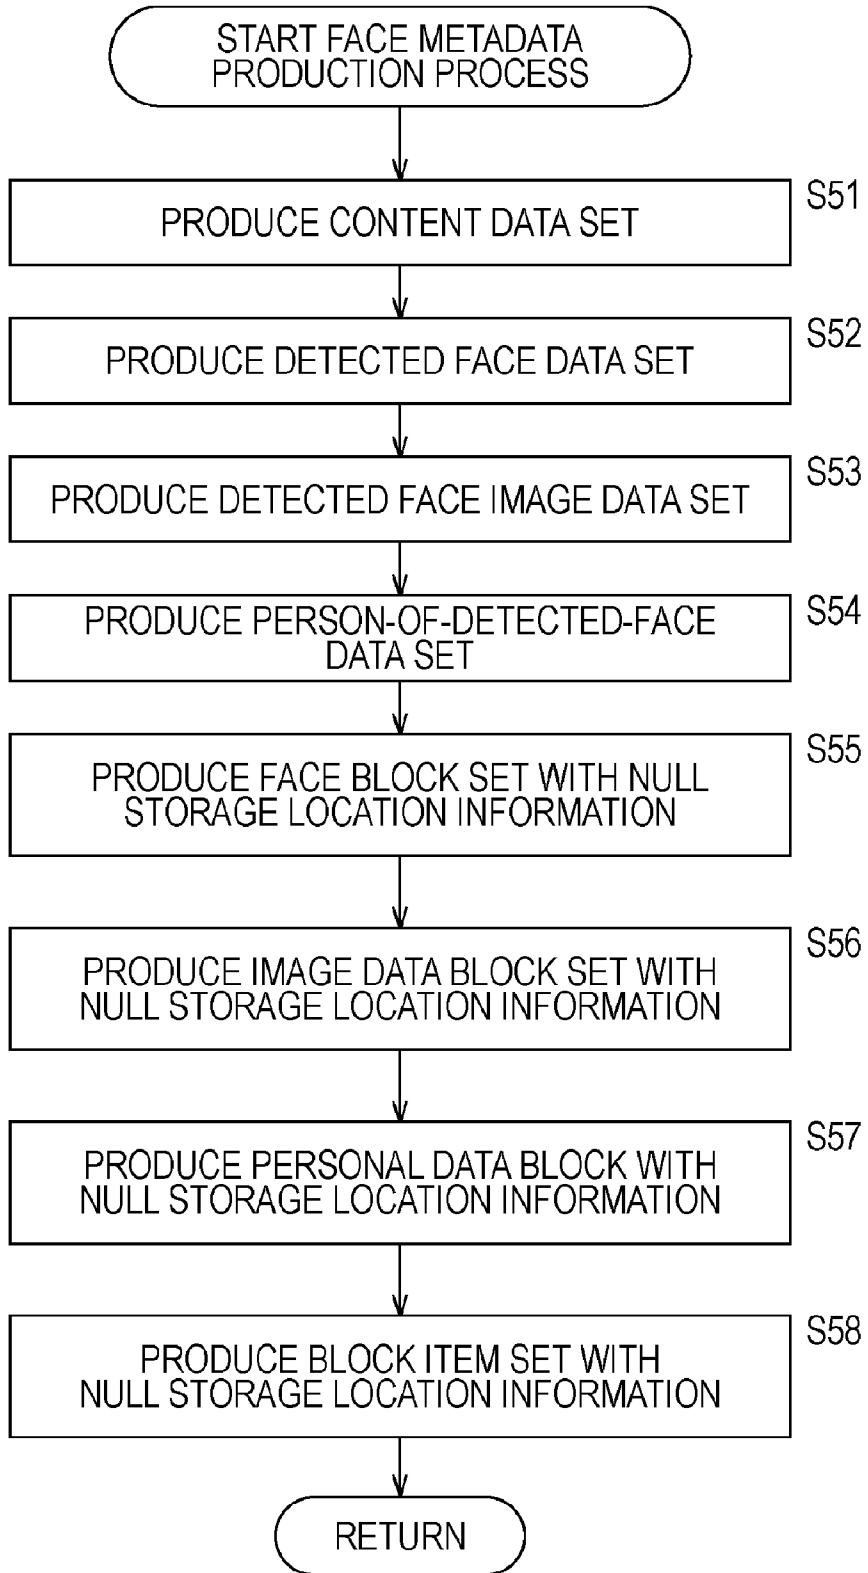 START FACE METADATA
PRODUCTION PROCESS
S51
PRODUCE CONTENT DATA SET
S52
PRODUCE DETECTED FACE DATA SET
S53
PRODUCE DETECTED FACE IMAGE DATA SET
S54
PRODUCE PERSON-OF-DETECTED-FACE
DATA SET
S55
PRODUCE FACE BLOCK SET WITH NULL
STORAGE LOCATION INFORMATION
S56
PRODUCE IMAGE DATA BLOCK SET WITH
NULL STORAGE LOCATION INFORMATION
S57
PRODUCE PERSONAL DATA BLOCK WITH
NULL STORAGE LOCATION INFORMATION
S58
PRODUCE BLOCK ITEM SET WITH
NULL STORAGE LOCATION INFORMATION
RETURN